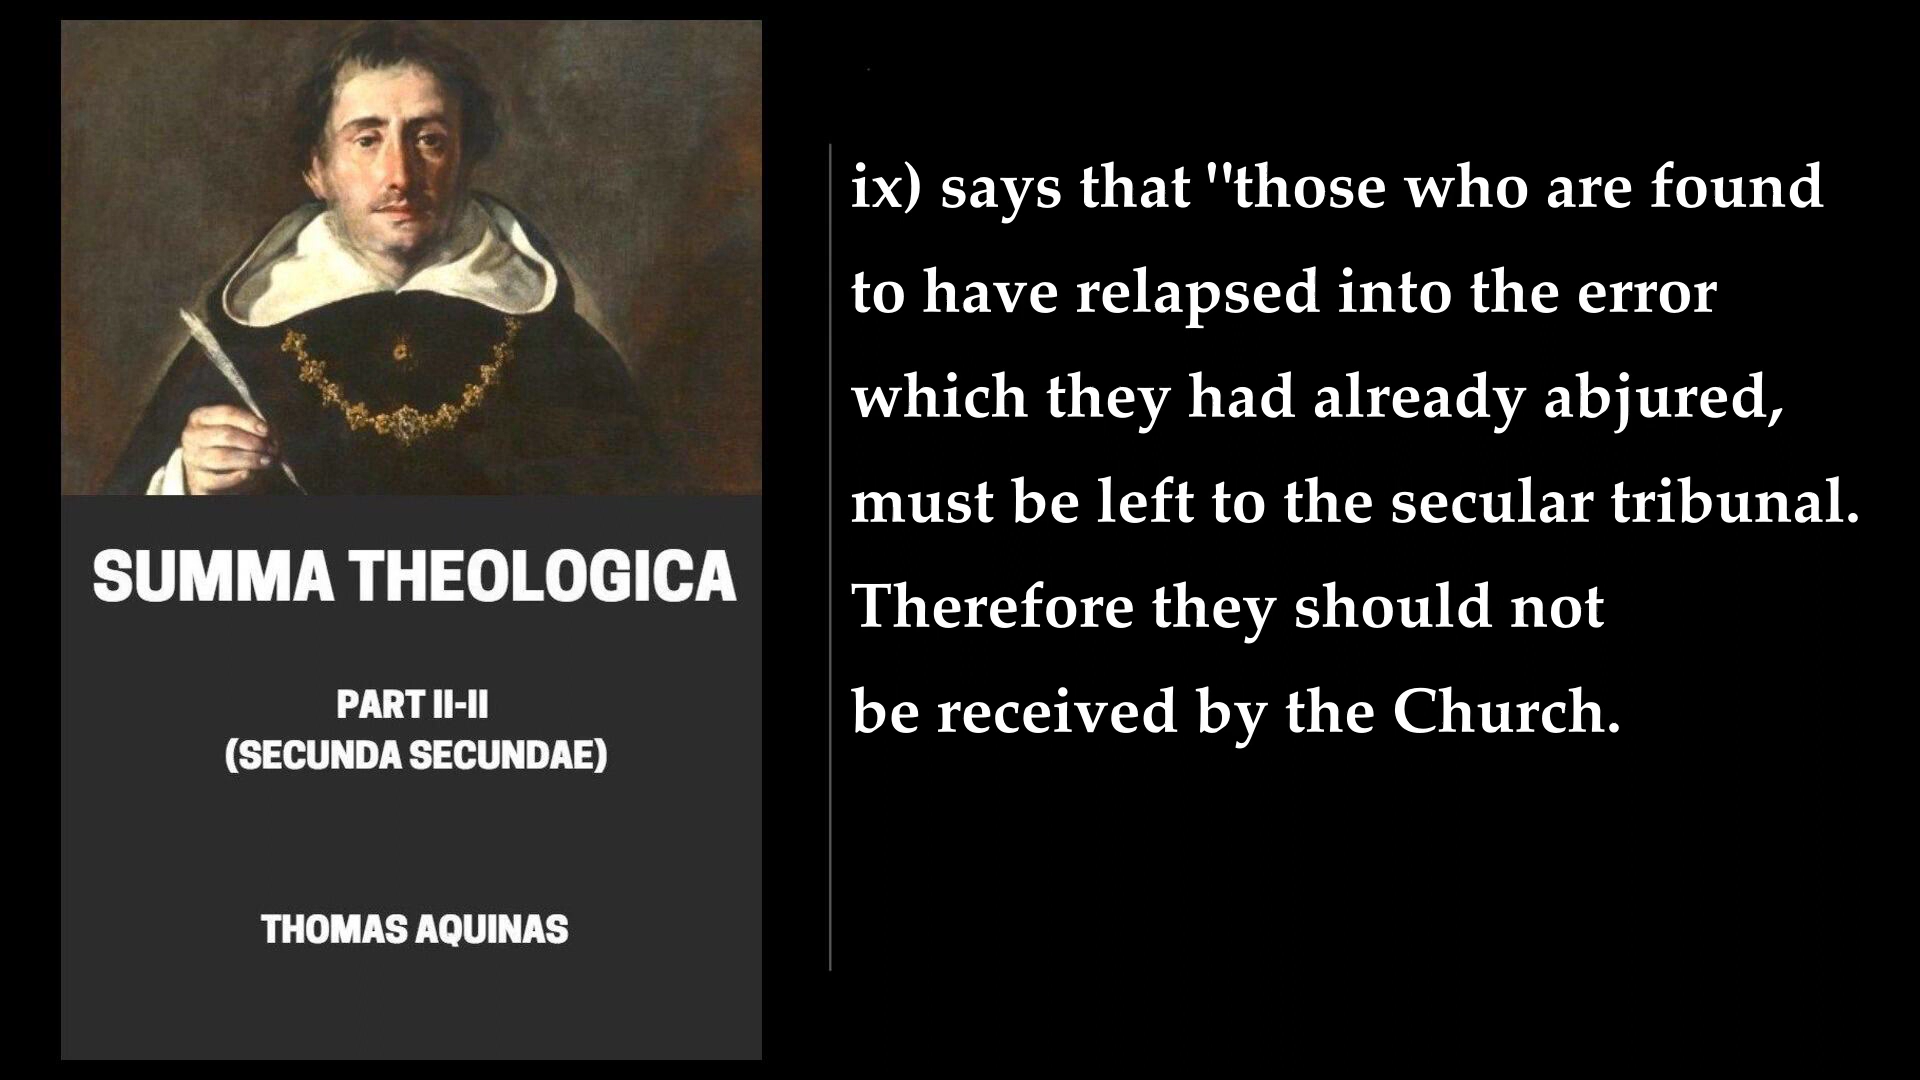 SUMMA THEOLOGICA
PART II-II
(SECUNDA SECUNDAE)
THOMAS AQUINAS
ix) says that "those who are found
to have relapsed into the error
which they had already abjured,
must be left to the secular tribunal.
Therefore they should not
be received by the Church.